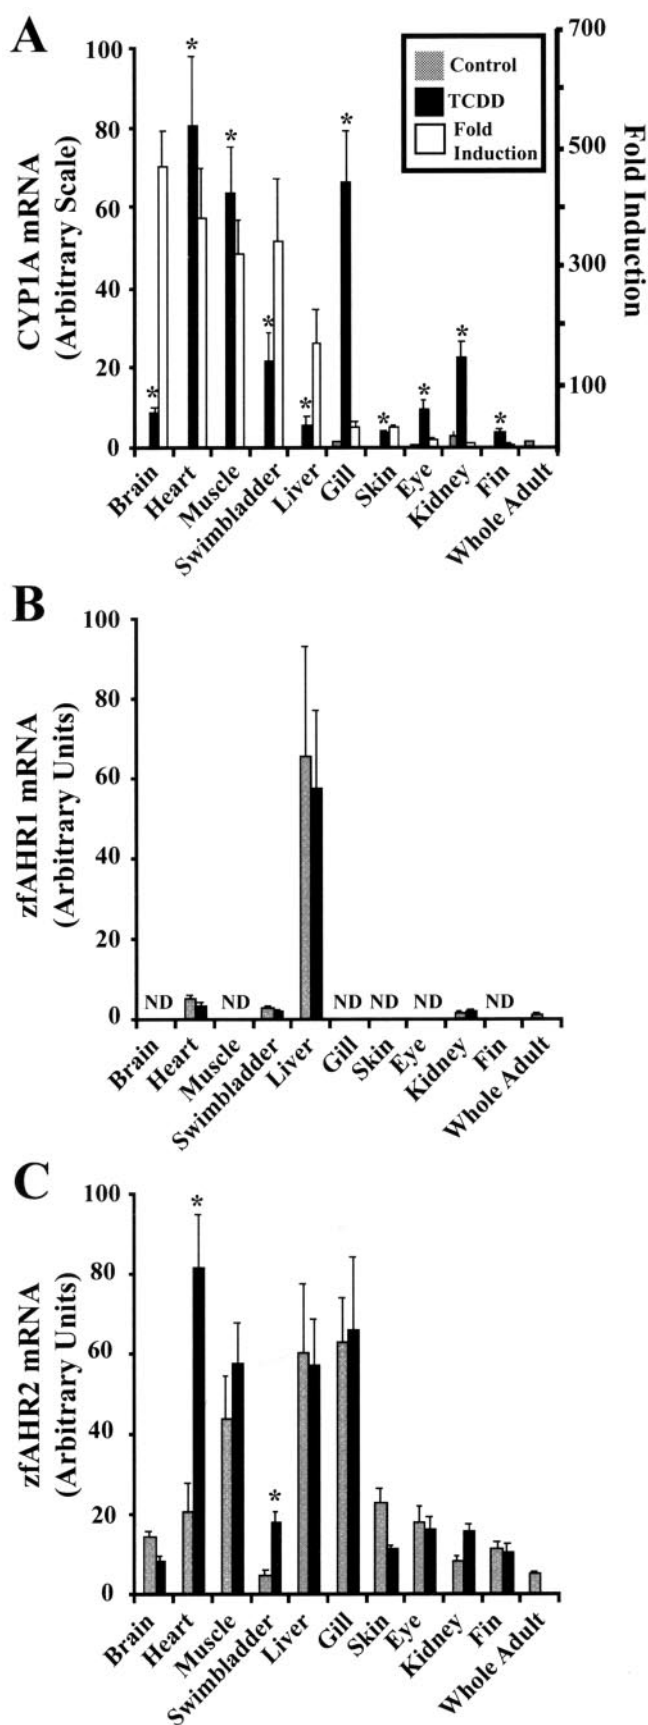 A
CYP1A mRNA
(Arbitrary Scale)
100
80
60
40
20
0
700
500
300
100
Fold Induction
Control
TCDD
Fold
Induction
* * * * * * * * * *
Brain Heart Muscle Swimbladder Liver Gill Skin Eye Kidney Fin Whole Adult
B
zfAHR1 mRNA
(Arbitrary Units)
100
80
60
40
20
0
ND ND ND ND ND ND
Brain Heart Muscle Swimbladder Liver Gill Skin Eye Kidney Fin Whole Adult
C
zfAHR2 mRNA
(Arbitrary Units)
100
80
60
40
20
0
* *
Brain Heart Muscle Swimbladder Liver Gill Skin Eye Kidney Fin Whole Adult